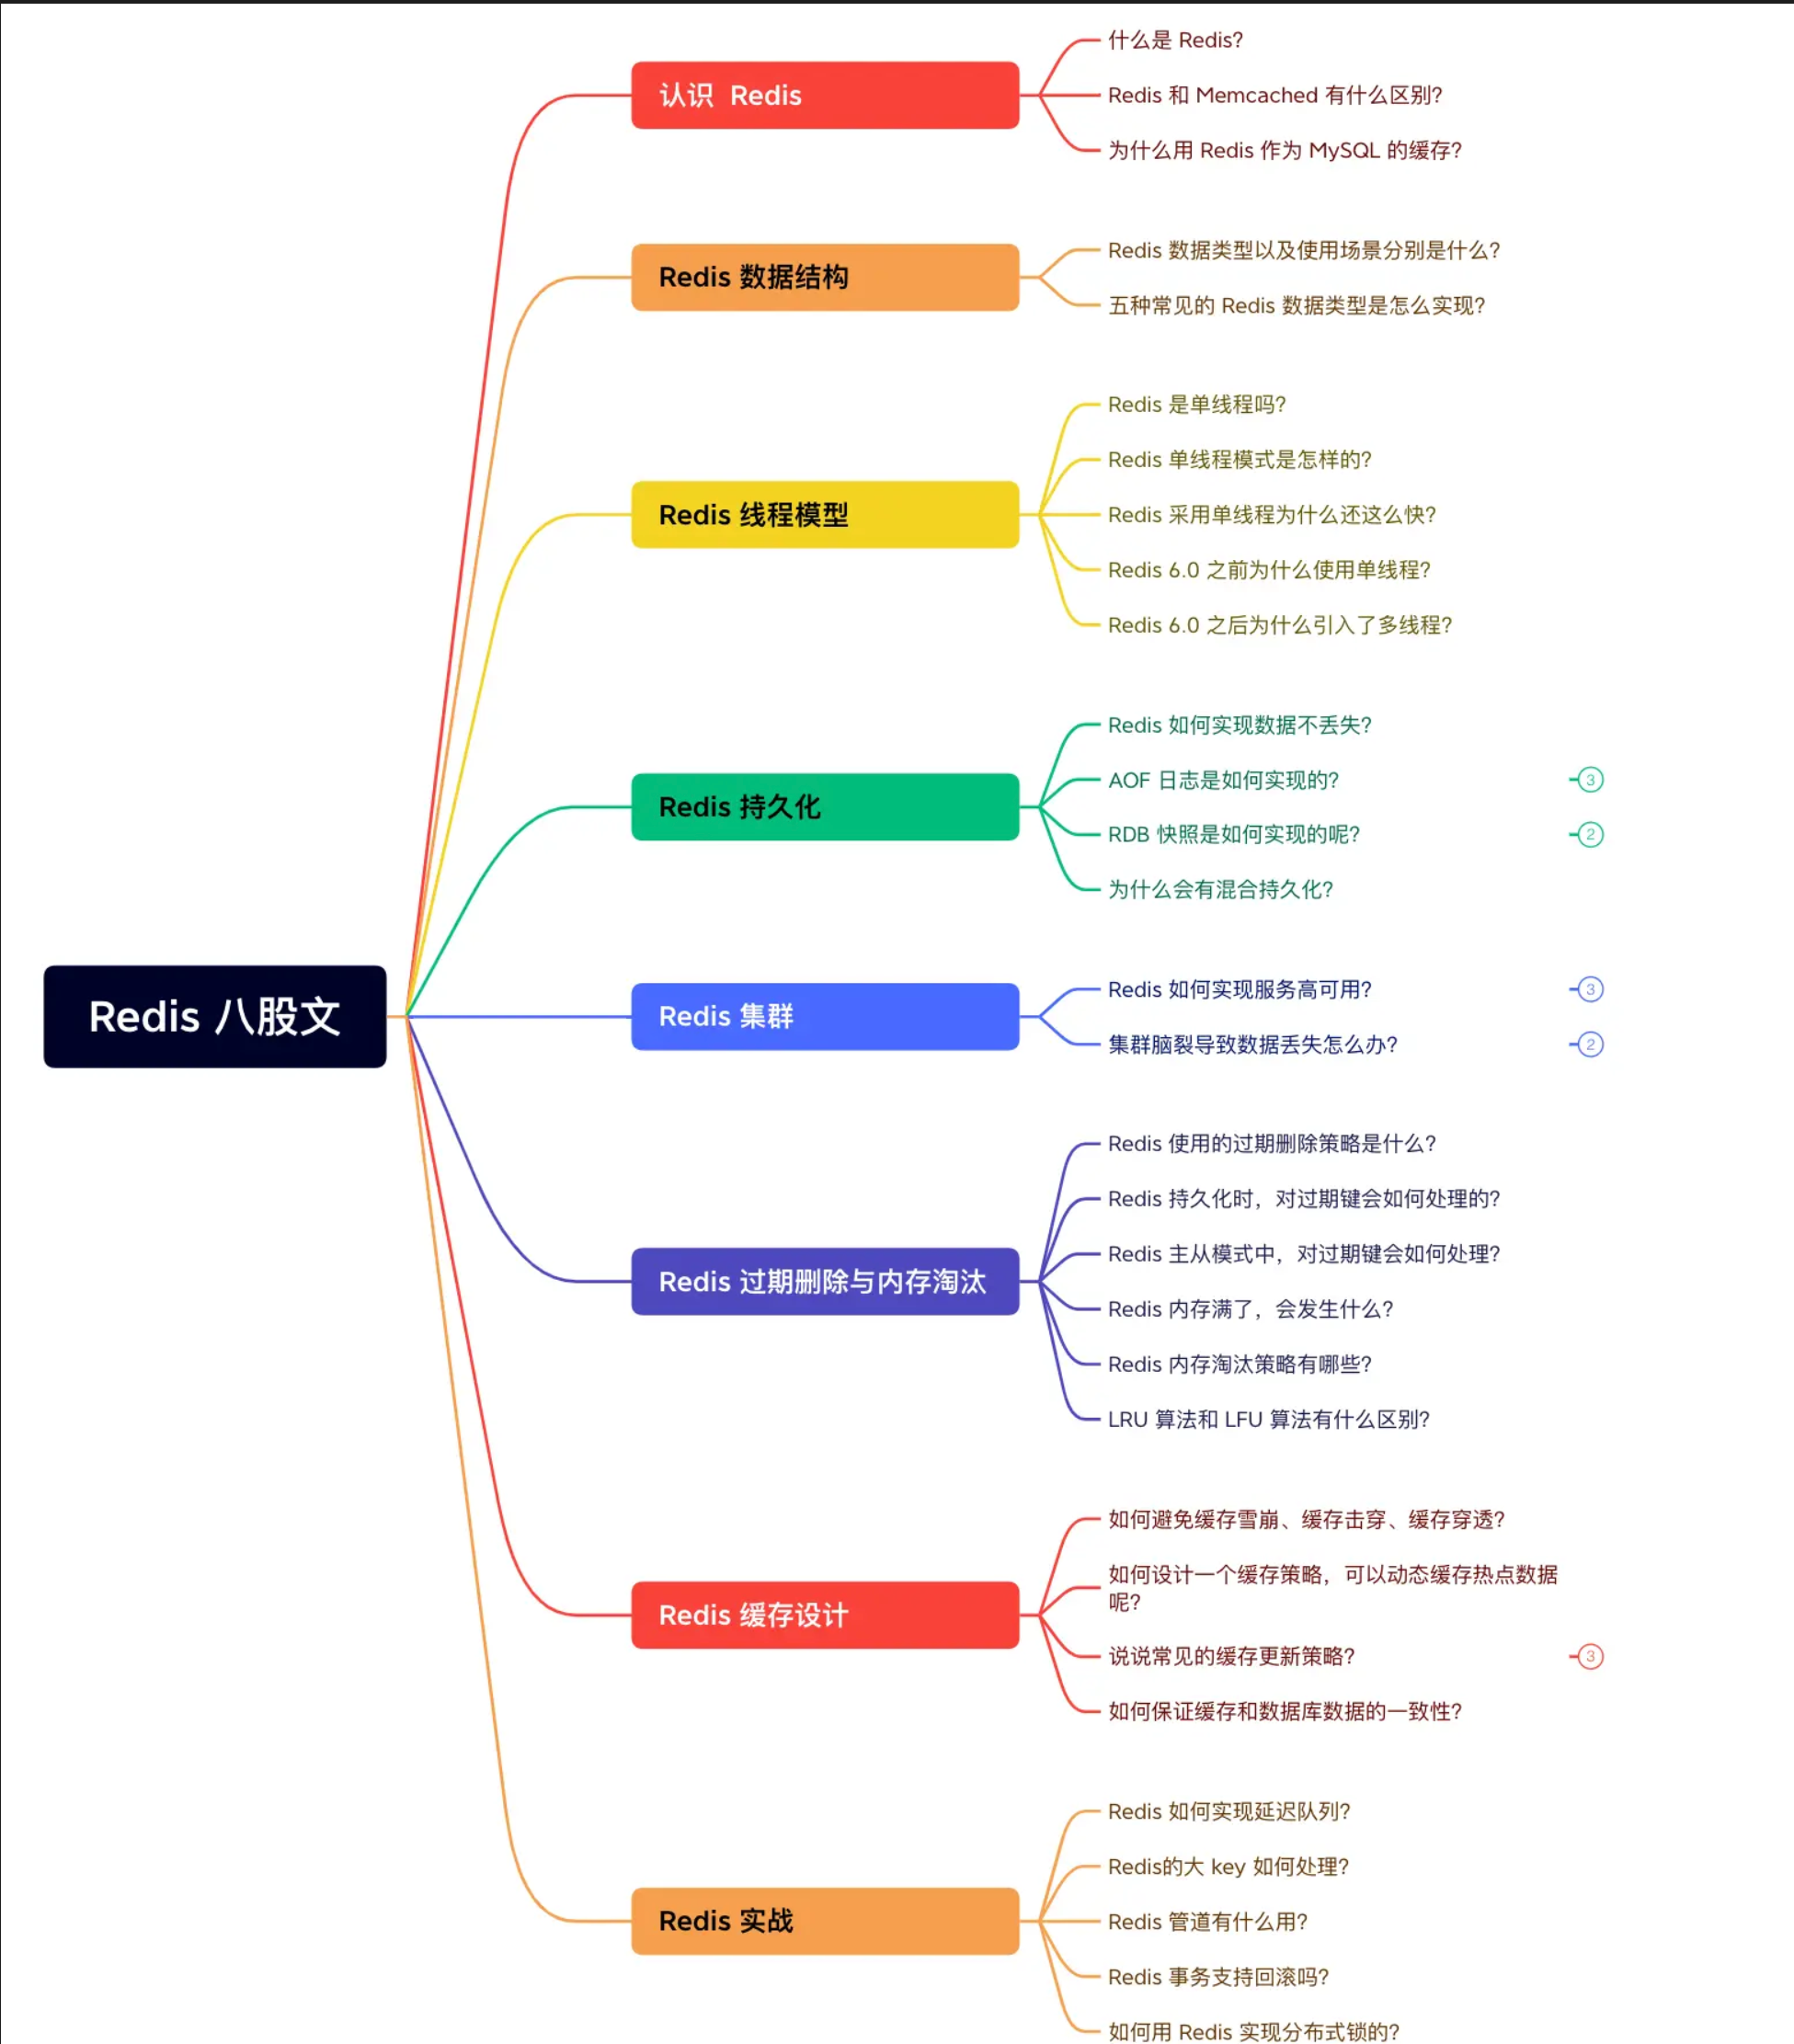 Redis 八股文
认识 Redis
什么是 Redis?
Redis 和 Memcached 有什么区别?
为什么用 Redis 作为 MySQL 的缓存?
Redis 数据结构
Redis 数据类型以及使用场景分别是什么?
五种常见的 Redis 数据类型是怎么实现?
Redis 线程模型
Redis 是单线程吗?
Redis 单线程模式是怎样的?
Redis 采用单线程为什么还这么快?
Redis 6.0 之前为什么使用单线程?
Redis 6.0 之后为什么引入了多线程?
Redis 持久化
Redis 如何实现数据不丢失?
AOF 日志是如何实现的? 3
RDB 快照是如何实现的呢? 2
为什么会有混合持久化?
Redis 集群
Redis 如何实现服务高可用? 3
集群脑裂导致数据丢失怎么办? 2
Redis 过期删除与内存淘汰
Redis 使用的过期删除策略是什么?
Redis 持久化时，对过期键会如何处理的?
Redis 主从模式中，对过期键会如何处理?
Redis 内存满了，会发生什么?
Redis 内存淘汰策略有哪些?
LRU 算法和 LFU 算法有什么区别?
Redis 缓存设计
如何避免缓存雪崩、缓存击穿、缓存穿透?
如何设计一个缓存策略，可以动态缓存热点数据
呢?
说说常见的缓存更新策略? 3
如何保证缓存和数据库数据的一致性?
Redis 实战
Redis 如何实现延迟队列?
Redis的大 key 如何处理?
Redis 管道有什么用?
Redis 事务支持回滚吗?
如何用 Redis 实现分布式锁的?